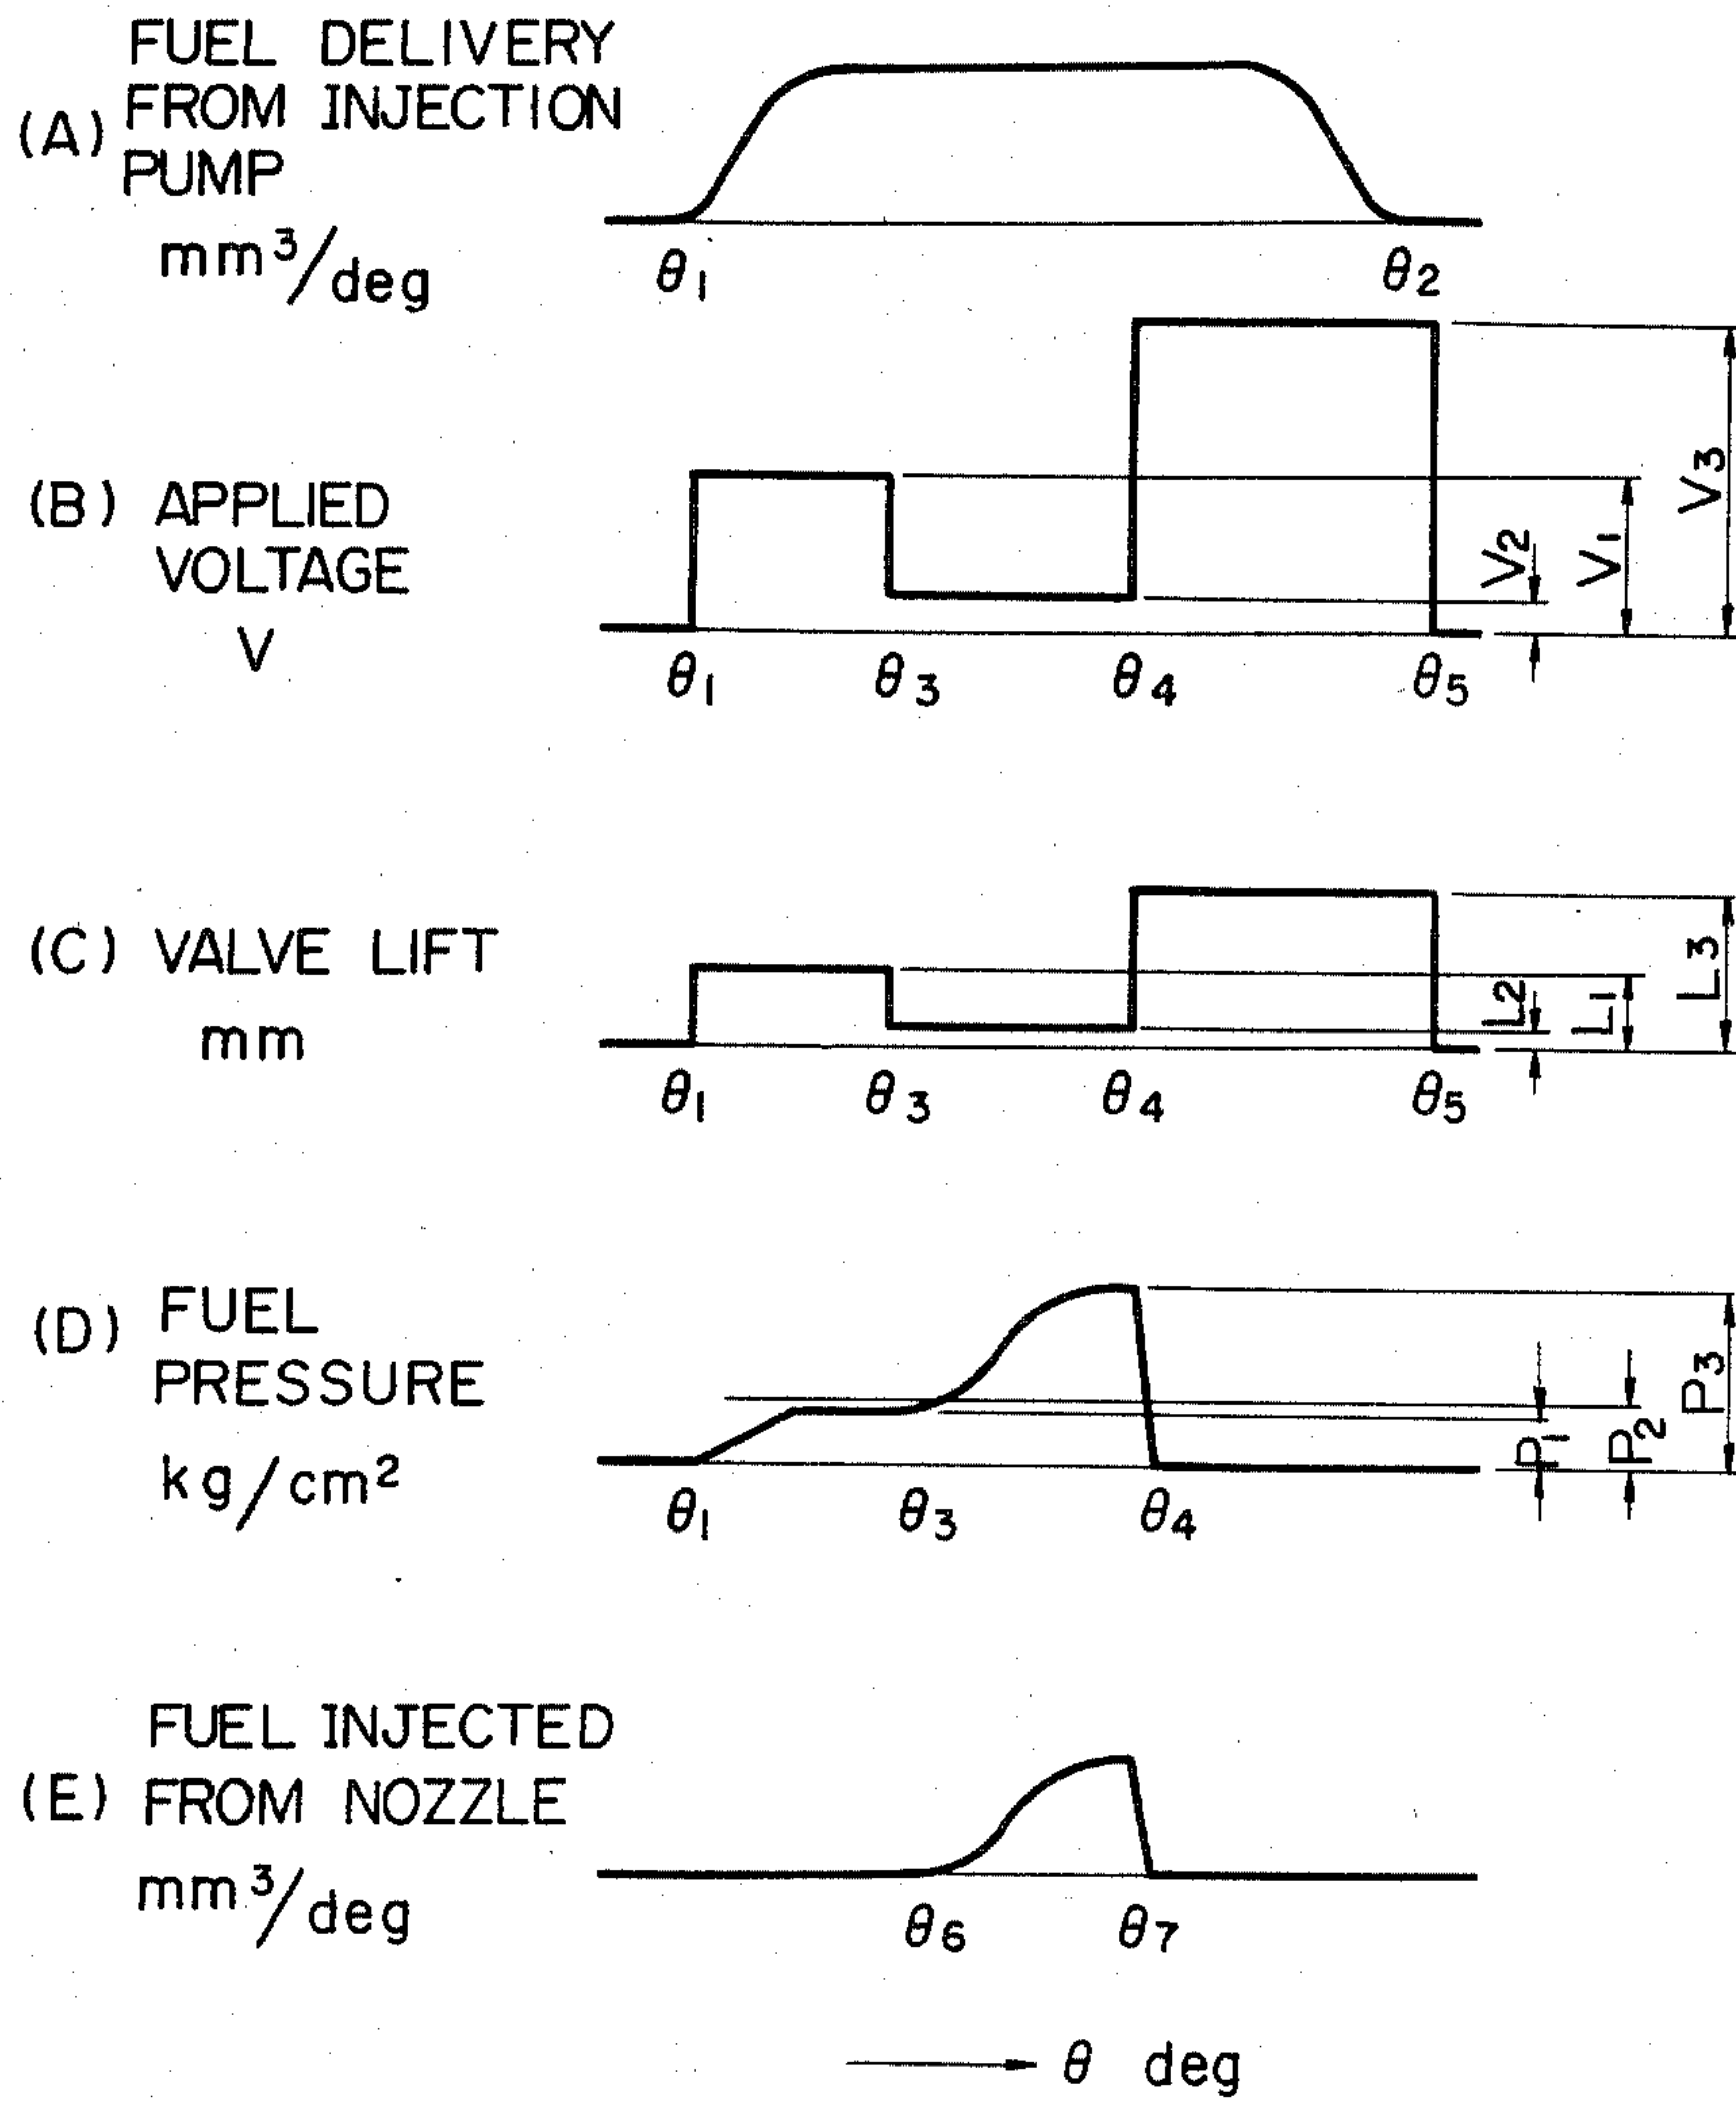 FUEL DELIVERY
(A) FROM INJECTION
PUMP
mm³/deg
θ₁ θ₂
(B) APPLIED
VOLTAGE
V
V₂ V₁ V₃
θ₁ θ₃ θ₄ θ₅
(C) VALVE LIFT
mm
L₂ L₁ L₃
θ₁ θ₃ θ₄ θ₅
(D) FUEL
PRESSURE
kg/cm²
P₁ P₂ P₃
θ₁ θ₃ θ₄
FUEL INJECTED
(E) FROM NOZZLE
mm³/deg
θ₆ θ₇
θ deg